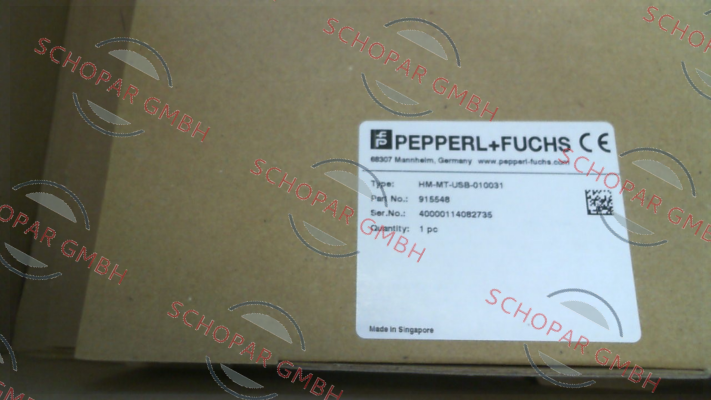 SCHOPAR GMBH
SCHOPAR GMBH
SCHOPAR GMBH
PEPPERL+FUCHS CE
68307 Mannheim, Germany www.pepperl-fuchs.com
Type: HM-MT-USB-010031
Part No.: 915548
Ser.No.: 40000114082735
Quantity: 1 pc
Made in Singapore
SCHOPAR GMBH
SCHOPAR GMBH
SCHOPAR GMBH
SCHOPAR GMBH
SCHOPAR GMBH